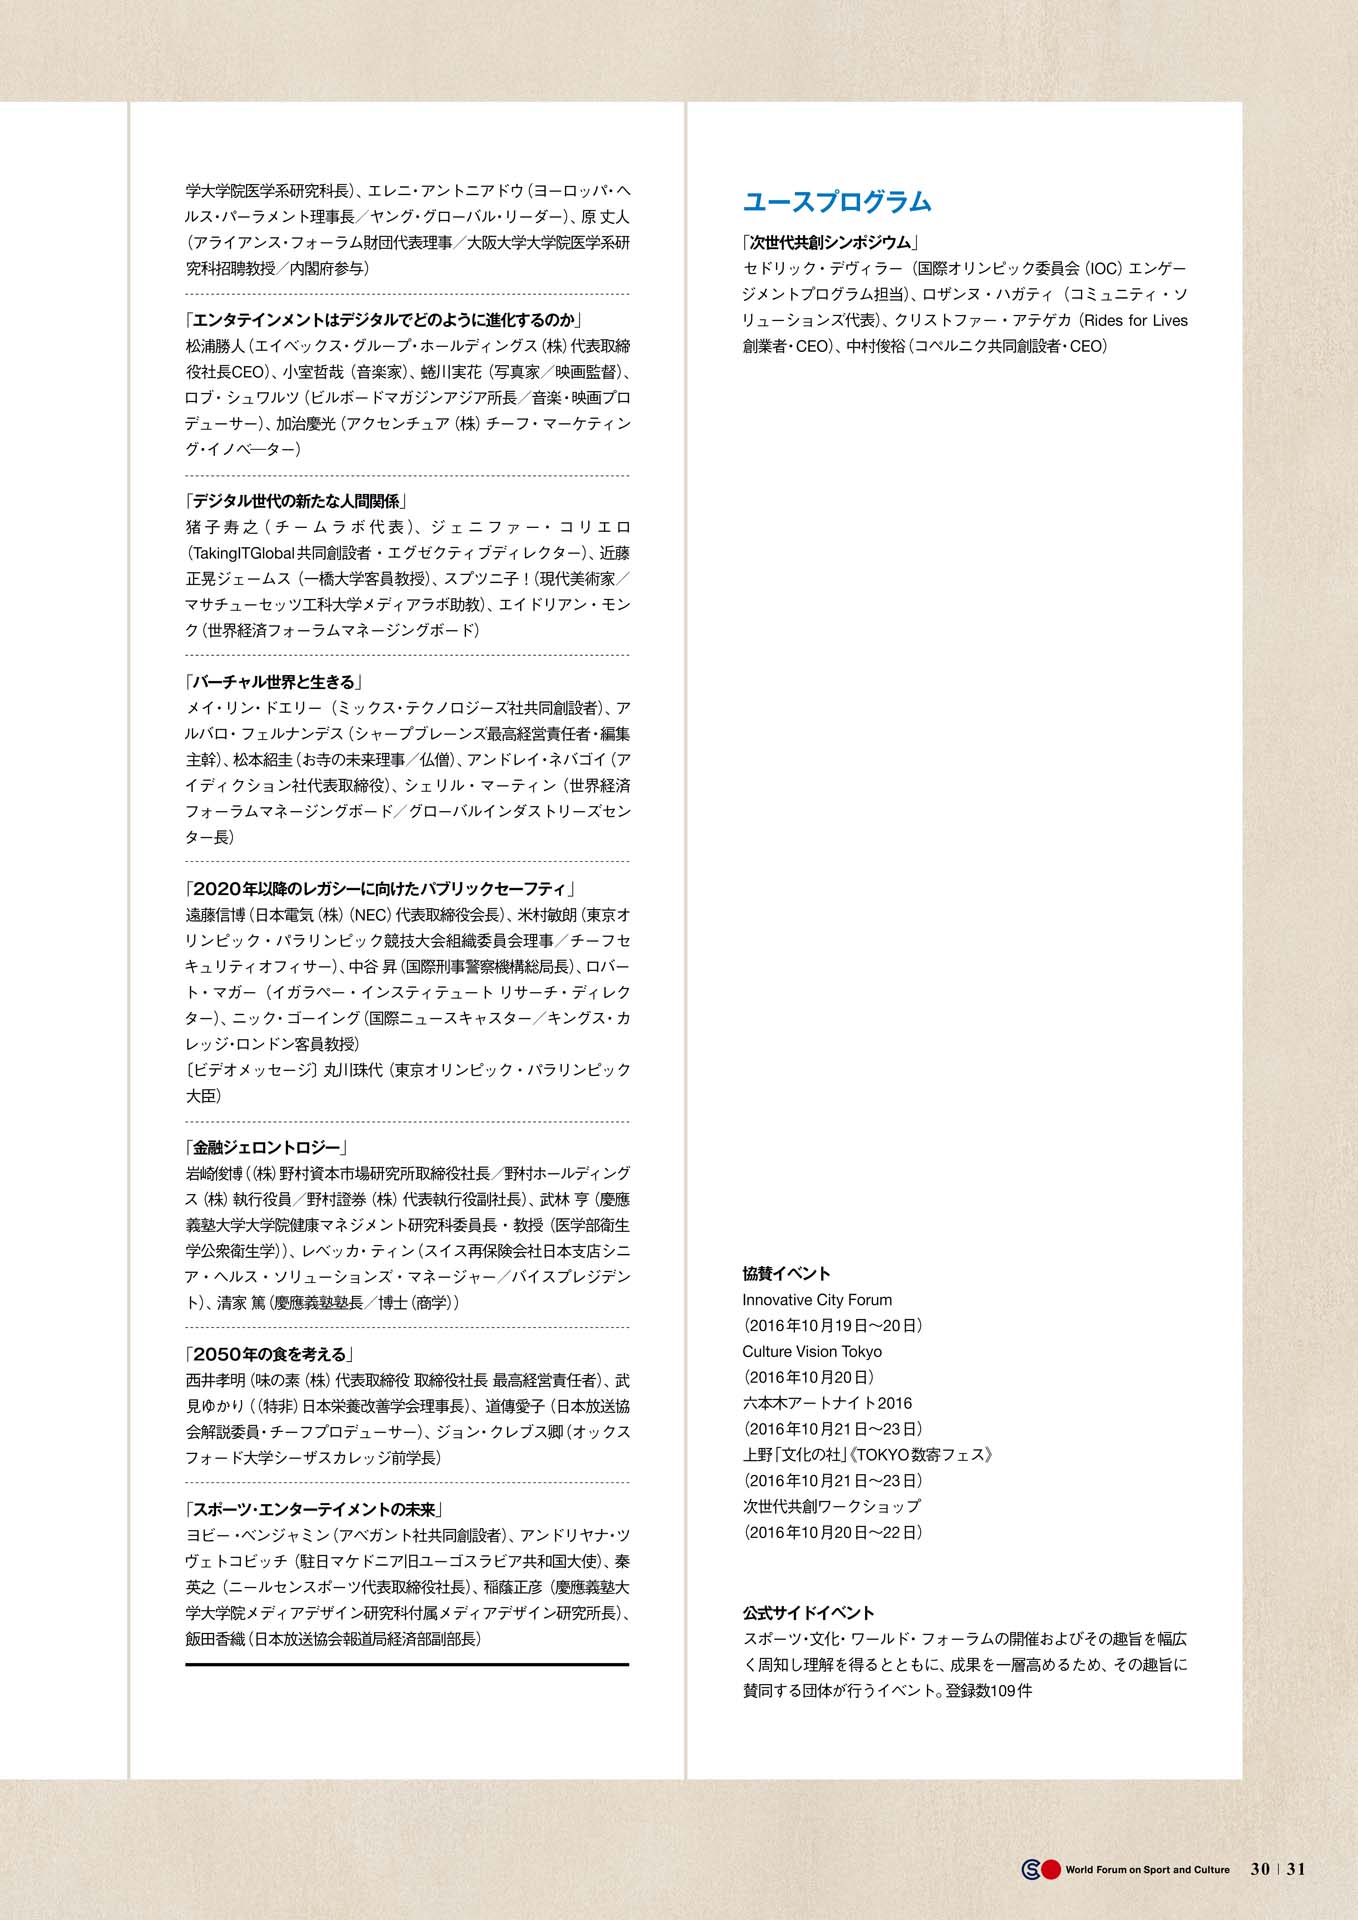 学大学院医学系研究科長）、エレニ・アントニアドウ（ヨーロッパ・ヘ
ルス・パーラメント理事長／ヤング・グローバル・リーダー）、原 丈人
（アライアンス・フォーラム財団代表理事／大阪大学大学院医学系研
究科招聘教授／内閣府参与）
「エンタテインメントはデジタルでどのように進化するのか」
松浦勝人（エイベックス・グループ・ホールディングス（株）代表取締
役社長CEO）、小室哲哉（音楽家）、蜷川実花（写真家／映画監督）、
ロブ・シュワルツ（ビルボードマガジンアジア所長／音楽・映画プロ
デューサー）、加治慶光（アクセンチュア（株）チーフ・マーケティン
グ・イノベ―ター）
「デジタル世代の新たな人間関係」
猪子寿之（チームラボ代表）、ジェニファー・コリエロ
（TakingITGlobal共同創設者・エグゼクティブディレクター）、近藤
正晃ジェームス（一橋大学客員教授）、スプツニ子！（現代美術家／
マサチューセッツ工科大学メディアラボ助教）、エイドリアン・モン
ク（世界経済フォーラムマネージングボード）
「バーチャル世界と生きる」
メイ・リン・ドエリー（ミックス・テクノロジーズ社共同創設者）、ア
ルバロ・フェルナンデス（シャープブレーンズ最高経営責任者・編集
主幹）、松本紹圭（お寺の未来理事／仏僧）、アンドレイ・ネバゴイ（ア
イディクション社代表取締役）、シェリル・マーティン（世界経済
フォーラムマネージングボード／グローバルインダストリーズセン
ター長）
「2020年以降のレガシーに向けたパブリックセーフティ」
遠藤信博（日本電気（株）（NEC）代表取締役会長）、米村敏朗（東京オ
リンピック・パラリンピック競技大会組織委員会理事／チーフセ
キュリティオフィサー）、中谷 昇（国際刑事警察機構総局長）、ロバー
ト・マガー（イガラペー・インスティテュート リサーチ・ディレク
ター）、ニック・ゴーイング（国際ニュースキャスター／キングス・カ
レッジ・ロンドン客員教授）
〔ビデオメッセージ〕丸川珠代（東京オリンピック・パラリンピック
大臣）
「金融ジェロントロジー」
岩崎俊博（（株）野村資本市場研究所取締役社長／野村ホールディング
ス（株）執行役員／野村證券（株）代表執行役副社長）、武林 亨（慶應
義塾大学大学院健康マネジメント研究科委員長・教授（医学部衛生
学公衆衛生学））、レベッカ・ティン（スイス再保険会社日本支店シニ
ア・ヘルス・ソリューションズ・マネージャー／バイスプレジデン
ト）、清家 篤（慶應義塾塾長／博士（商学））
「2050年の食を考える」
西井孝明（味の素（株）代表取締役 取締役社長 最高経営責任者）、武
見ゆかり（（特非）日本栄養改善学会理事長）、道傳愛子（日本放送協
会解説委員・チーフプロデューサー）、ジョン・クレブス卿（オックス
フォード大学シーザスカレッジ前学長）
「スポーツ・エンターテイメントの未来」
ヨビー・ベンジャミン（アベガント社共同創設者）、アンドリヤナ・ツ
ヴェトコビッチ（駐日マケドニア旧ユーゴスラビア共和国大使）、秦
英之（ニールセンスポーツ代表取締役社長）、稲蔭正彦（慶應義塾大
学大学院メディアデザイン研究科付属メディアデザイン研究所長）、
飯田香織（日本放送協会報道局経済部副部長）
ユースプログラム
「次世代共創シンポジウム」
セドリック・デヴィラー（国際オリンピック委員会（IOC）エンゲー
ジメントプログラム担当）、ロザンヌ・ハガティ（コミュニティ・ソ
リューションズ代表）、クリストファー・アテゲカ（Rides for Lives
創業者・CEO）、中村俊裕（コペルニク共同創設者・CEO）
協賛イベント
Innovative City Forum
（2016年10月19日～20日）
Culture Vision Tokyo
（2016年10月20日）
六本木アートナイト2016
（2016年10月21日～23日）
上野「文化の杜」《TOKYO数寄フェス》
（2016年10月21日～23日）
次世代共創ワークショップ
（2016年10月20日～22日）
公式サイドイベント
スポーツ・文化・ワールド・フォーラムの開催およびその趣旨を幅広
く周知し理解を得るとともに、成果を一層高めるため、その趣旨に
賛同する団体が行うイベント。登録数109件
World Forum on Sport and Culture 30 | 31